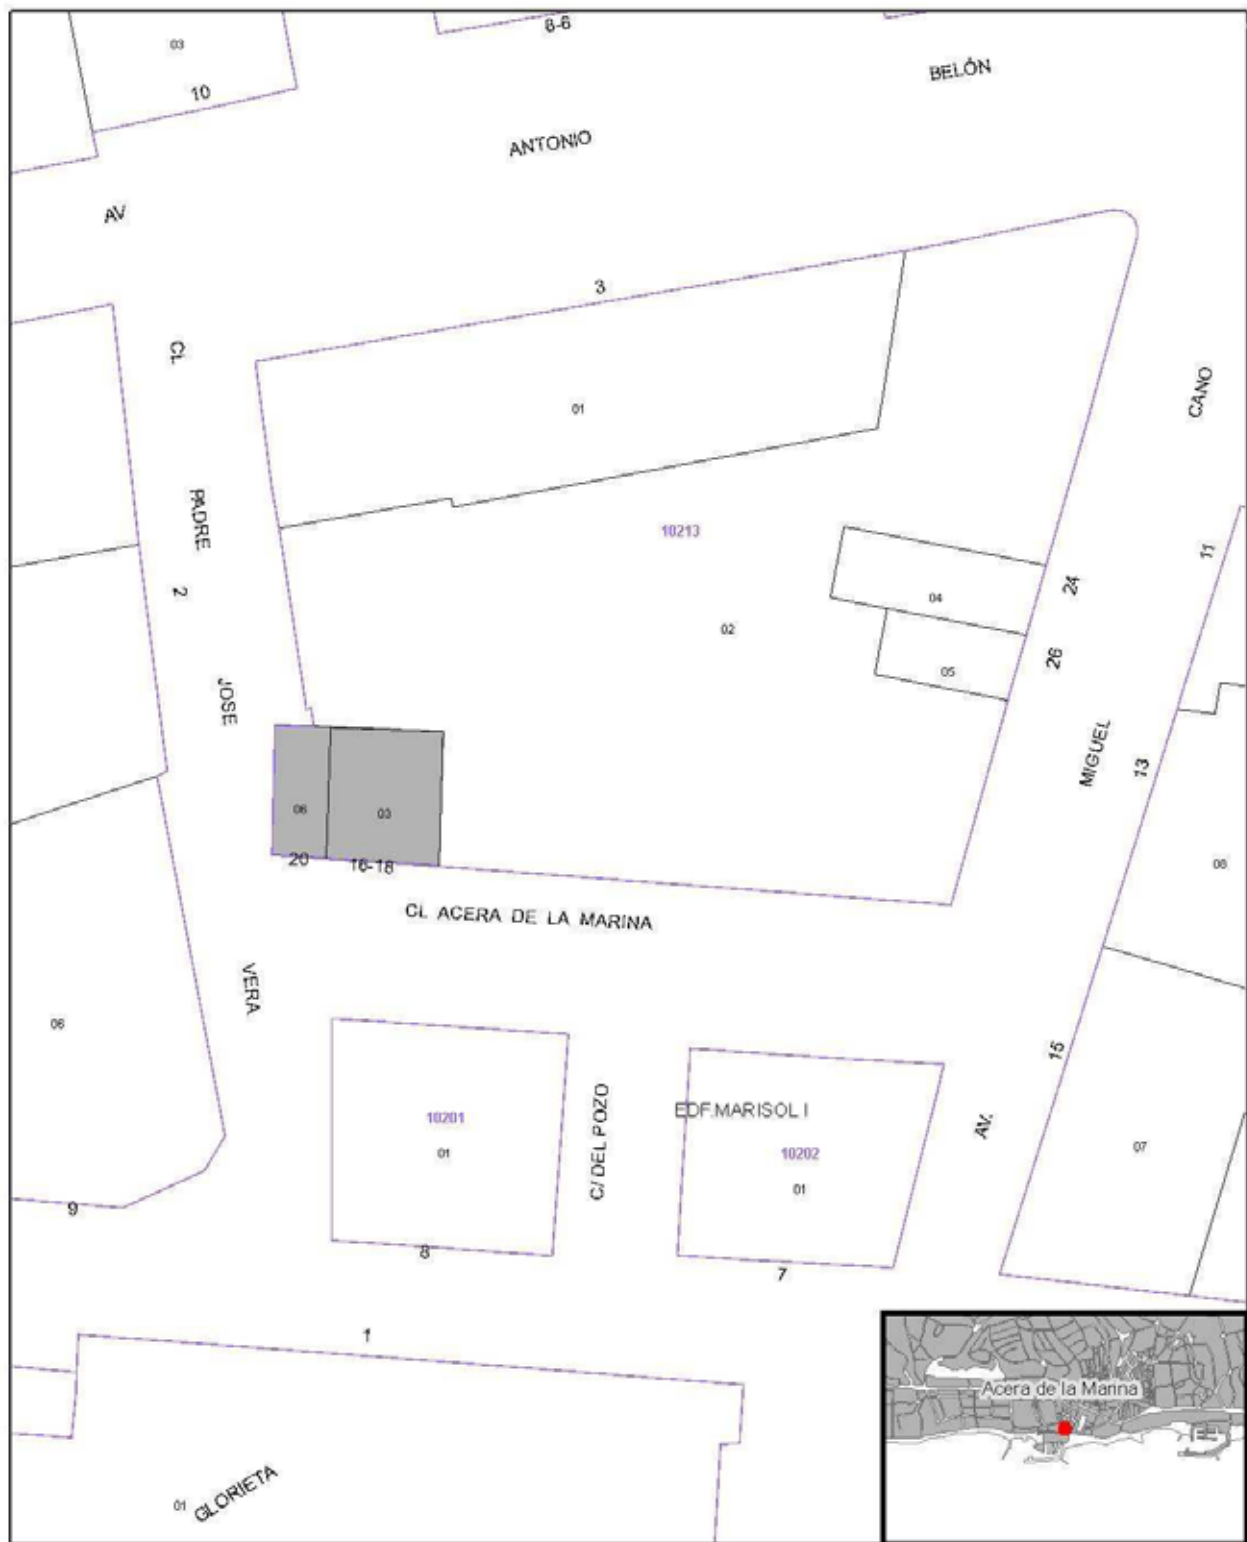 8-6
03
BELÓN
10
ANTONIO
AV
3
CL
CANO
01
PADRE
10213
11
2
24
04
02
26
05
JOSE
MIGUEL
13
06
03
20
16-18
08
CL ACERA DE LA MARINA
VERA
06
15
C/ DEL POZO
EDF.MARISOL I
10201
AV.
01
10202
07
01
9
8
7
1
Acera de la Marina
GLORIETA
01